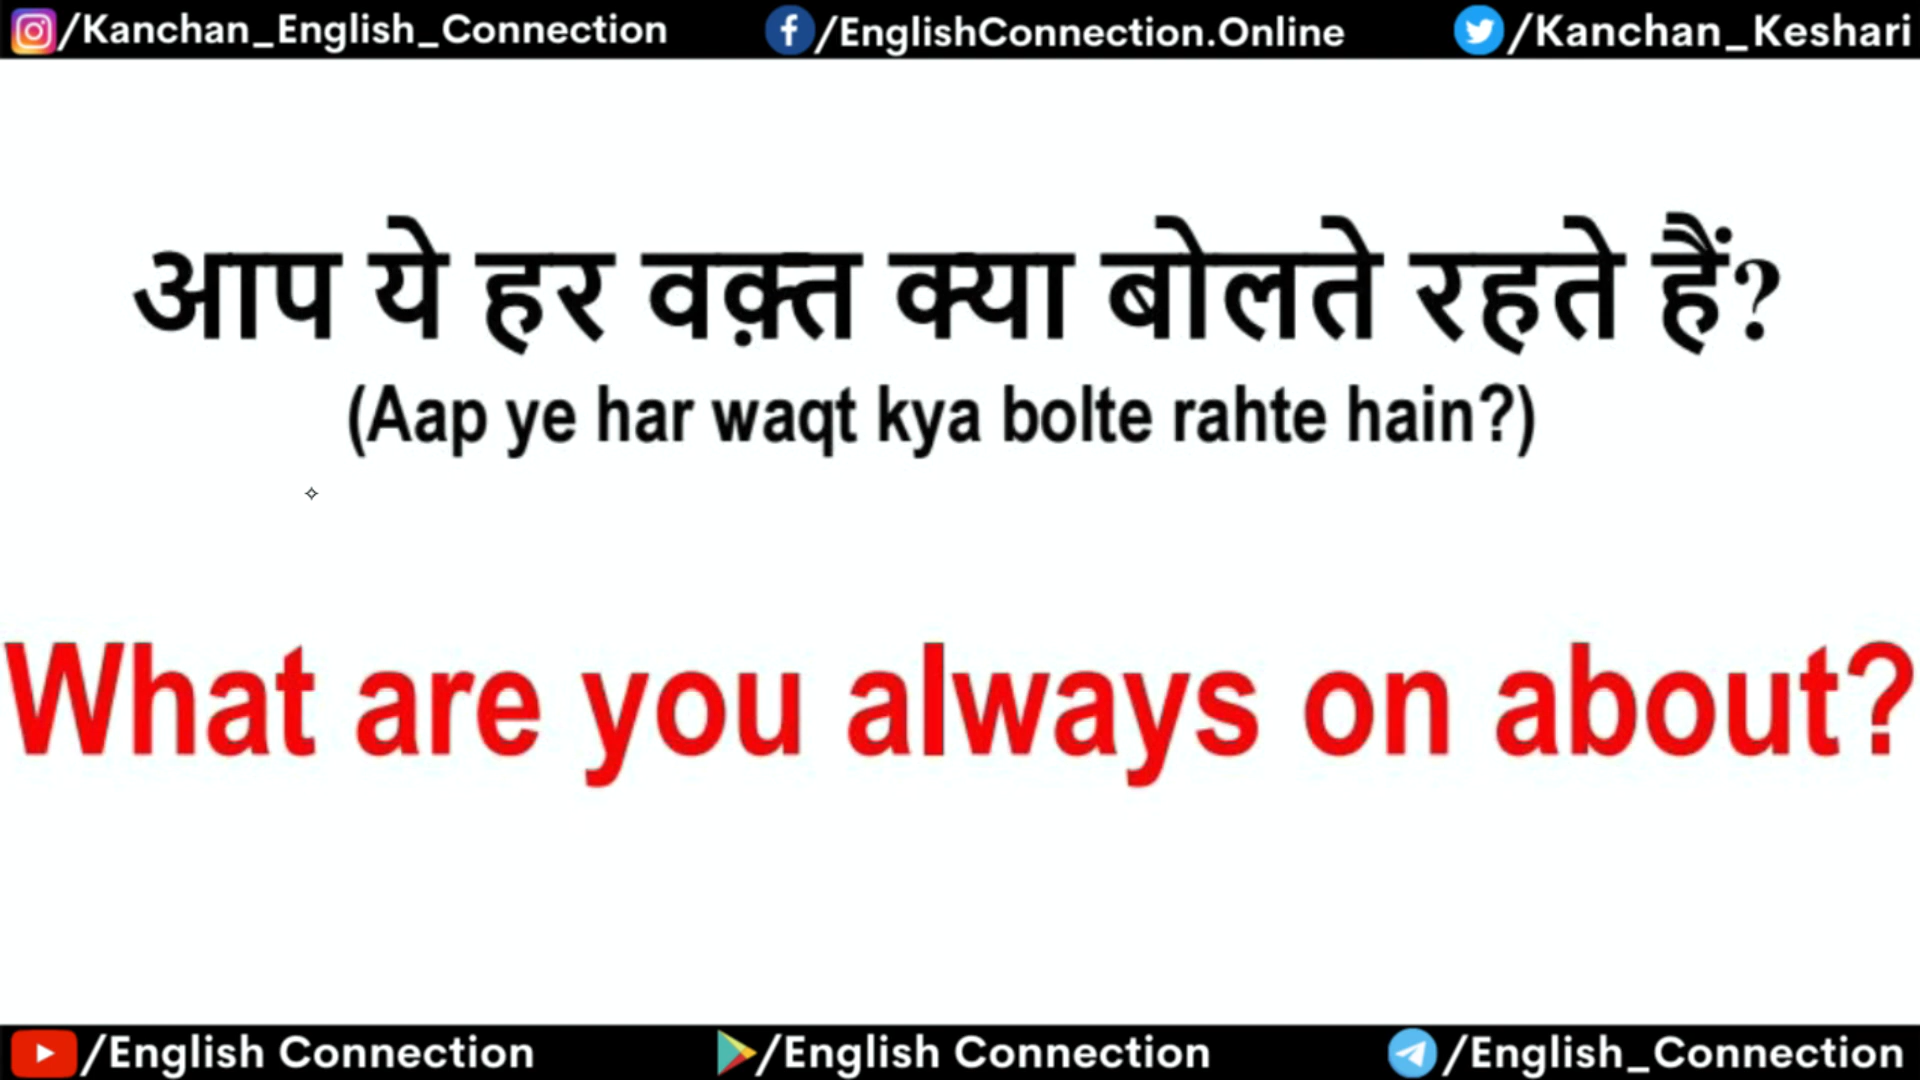 /Kanchan_English_Connection /EnglishConnection.Online /Kanchan_Keshari
आप ये हर वक़्त क्या बोलते रहते हैं?
(Aap ye har waqt kya bolte rahte hain?)
What are you always on about?
/English Connection /English Connection /English_Connection